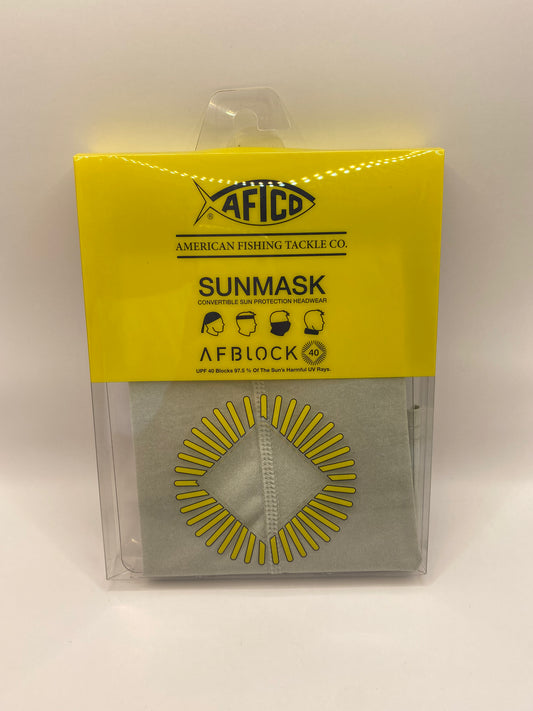 AFICO
®
AMERICAN FISHING TACKLE CO.
SUNMASK
CONVERTIBLE SUN PROTECTION HEADWEAR
AFBLOCK 40
UPF 40 Blocks 97.5 % Of The Sun's Harmful UV Rays.